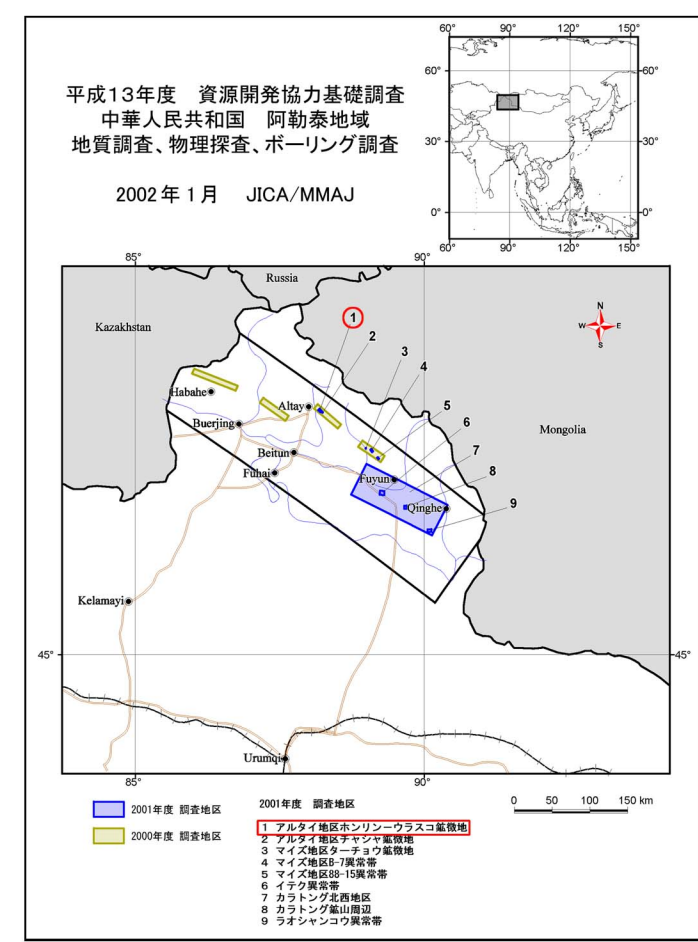 平成13年度　資源開発協力基礎調査
中華人民共和国　阿勒泰地域
地質調査、物理探査、ボーリング調査
2002年1月　JICA/MMAJ
60° 90° 120° 150°
60° 60°
30° 30°
0° 0°
60° 90° 120° 150°
85° 90°
Russia
Kazakhstan
N
W E
S
1
2
3
4
Habahe
Altay
5
Buerjing
6
Mongolia
Beitun
7
Fuhai
Fuyun
8
Qinghe
9
Kelamayi
45° 45°
Urumqi
85° 90°
2001年度 調査地区
2000年度 調査地区
2001年度　調査地区
1 アルタイ地区ホンリンーウラスコ鉱徴地
2 アルタイ地区チャシャ鉱徴地
3 マイズ地区ターチョウ鉱徴地
4 マイズ地区B-7異常帯
5 マイズ地区88-15異常帯
6 イテク異常帯
7 カラトング北西地区
8 カラトング鉱山周辺
9 ラオシャンコウ異常帯
0 50 100 150 km